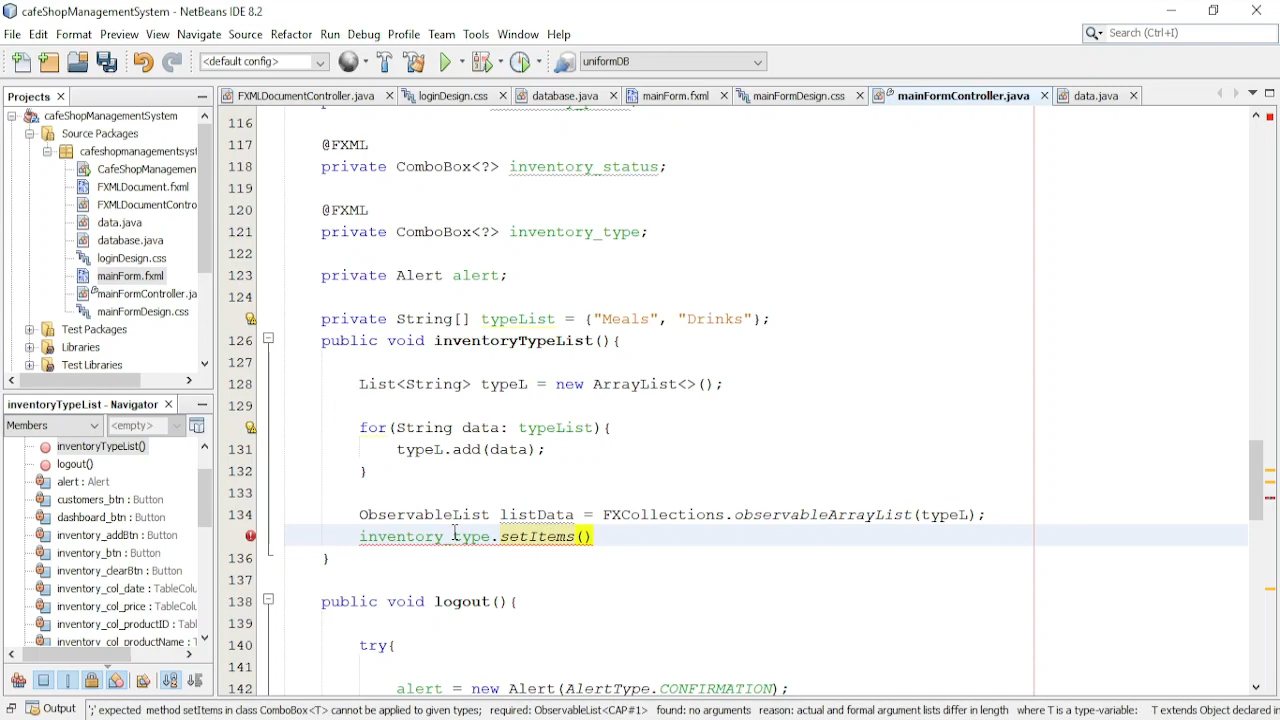 cafeShopManagementSystem - NetBeans IDE 8.2
File Edit Format Preview View Navigate Source Refactor Run Debug Profile Team Tools Window Help
Search (Ctrl+I)
<default config>
uniformDB
Projects
FXMLDocumentController.java loginDesign.css database.java mainForm.fxml mainFormDesign.css mainFormController.java data.java
cafeShopManagementSystem
Source Packages
cafeshopmanagementsyst
CafeShopManagemen
FXMLDocument.fxml
FXMLDocumentContro
data.java
database.java
loginDesign.css
mainForm.fxml
mainFormController.ja
mainFormDesign.css
Test Packages
Libraries
Test Libraries
inventoryTypeList - Navigator
Members <empty>
inventoryTypeList()
logout()
alert : Alert
customers_btn : Button
dashboard_btn : Button
inventory_addBtn : Button
inventory_btn : Button
inventory_clearBtn : Button
inventory_col_date : TableColu
inventory_col_price : TableColu
inventory_col_productID : Tabl
inventory_col_productName : T
116
117 @FXML
118 private ComboBox<?> inventory_status;
119
120 @FXML
121 private ComboBox<?> inventory_type;
122
123 private Alert alert;
124
private String[] typeList = {"Meals", "Drinks"};
126 public void inventoryTypeList(){
127
128 List<String> typeL = new ArrayList<>();
129
for(String data: typeList){
131 typeL.add(data);
132 }
133
134 ObservableList listData = FXCollections.observableArrayList(typeL);
inventory_type.setItems()
136 }
137
138 public void logout(){
139
140 try{
141
142 alert = new Alert(AlertType.CONFIRMATION);
Output
';' expected method setItems in class ComboBox<T> cannot be applied to given types; required: ObservableList<CAP#1> found: no arguments reason: actual and formal argument lists differ in length where T is a type-variable: T extends Object declared in